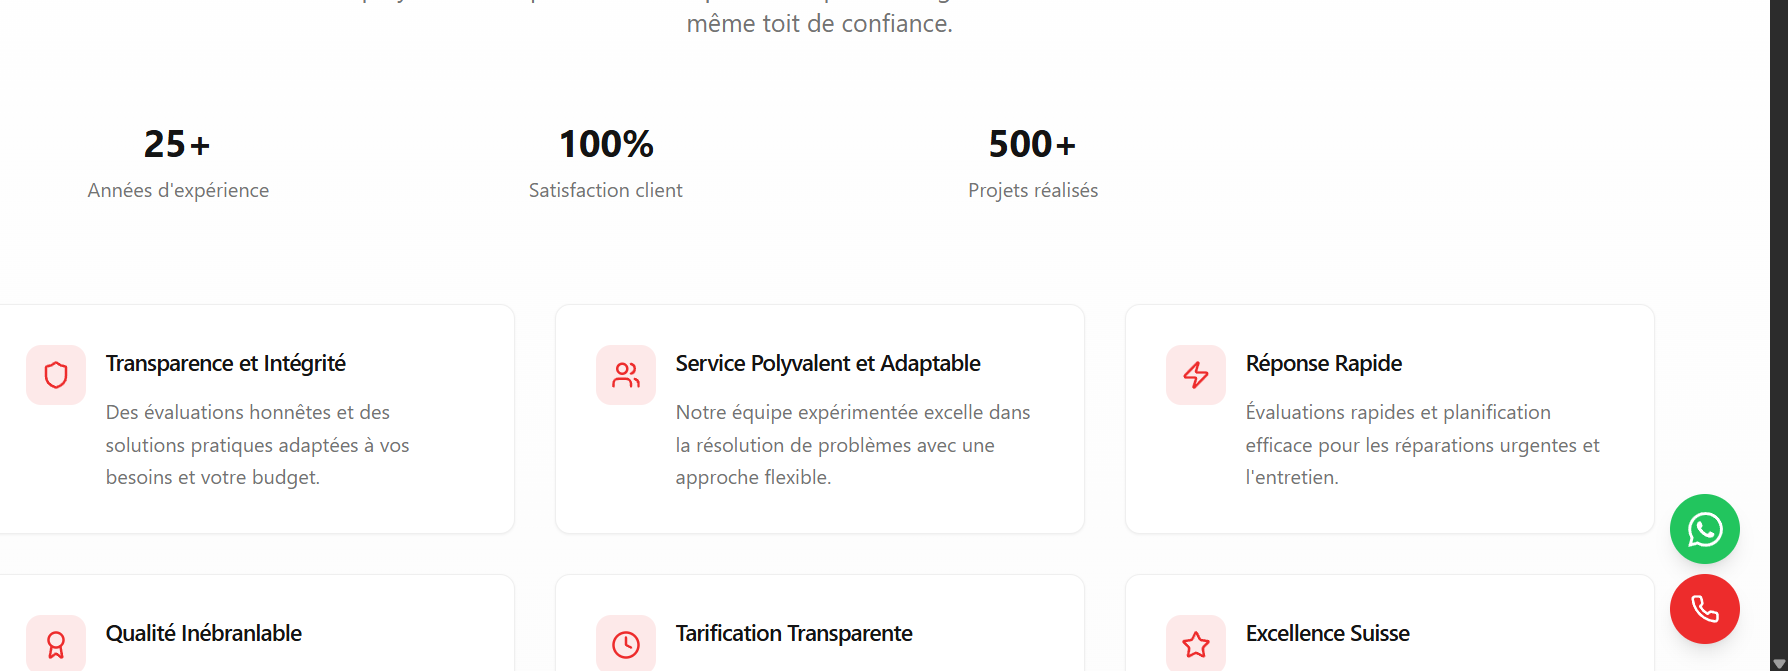 même toit de confiance.
25+
Années d'expérience
100%
Satisfaction client
500+
Projets réalisés
Transparence et Intégrité
Des évaluations honnêtes et des
solutions pratiques adaptées à vos
besoins et votre budget.
Service Polyvalent et Adaptable
Notre équipe expérimentée excelle dans
la résolution de problèmes avec une
approche flexible.
Réponse Rapide
Évaluations rapides et planification
efficace pour les réparations urgentes et
l'entretien.
Qualité Inébranlable
Tarification Transparente
Excellence Suisse